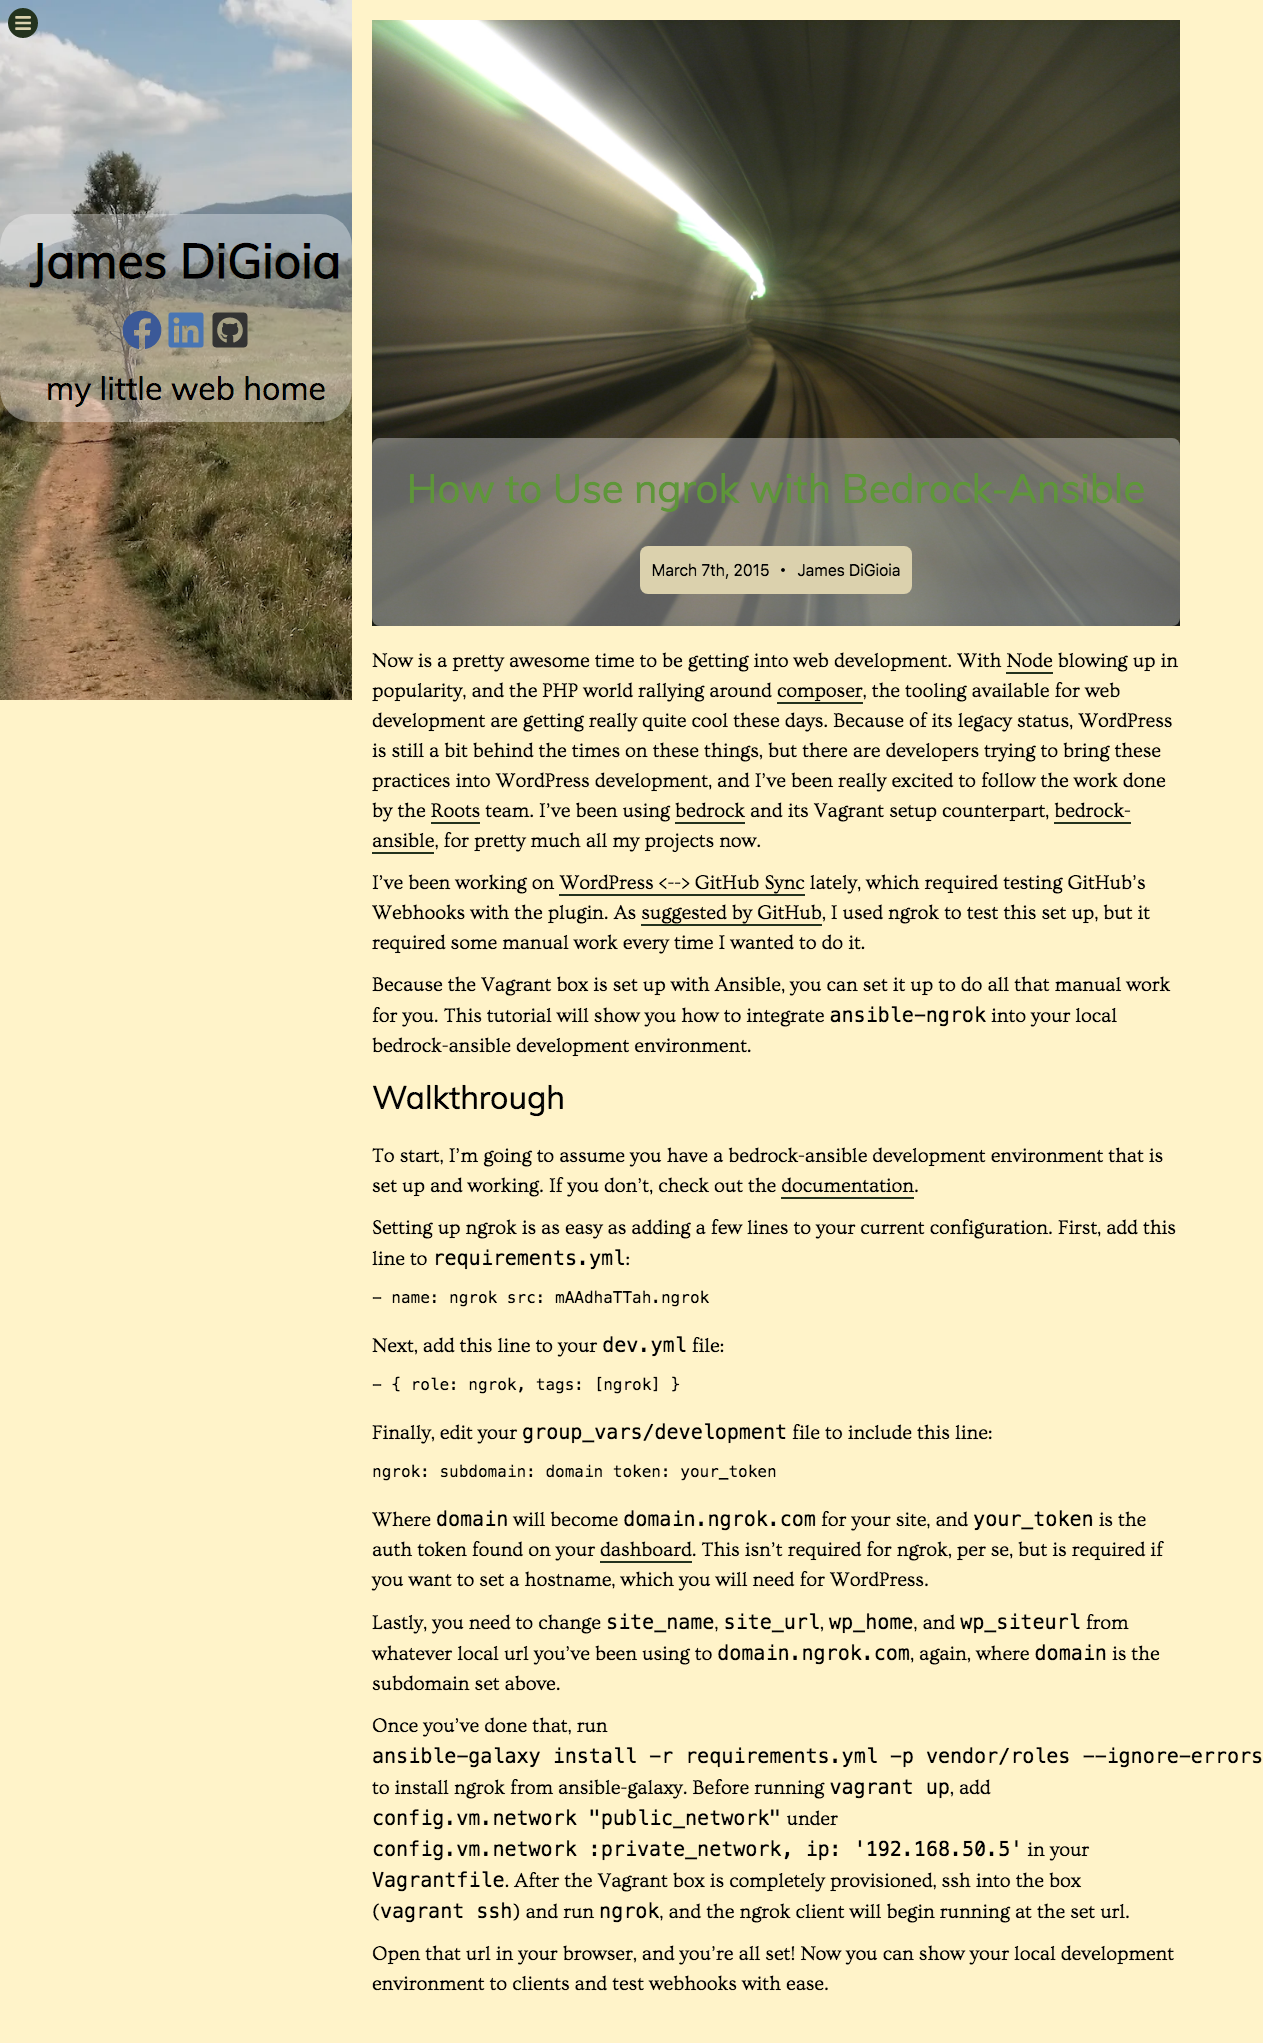 James DiGioia
my little web home
How to Use ngrok with Bedrock-Ansible
March 7th, 2015 • James DiGioia
Now is a pretty awesome time to be getting into web development. With Node blowing up in
popularity, and the PHP world rallying around composer, the tooling available for web
development are getting really quite cool these days. Because of its legacy status, WordPress
is still a bit behind the times on these things, but there are developers trying to bring these
practices into WordPress development, and I’ve been really excited to follow the work done
by the Roots team. I’ve been using bedrock and its Vagrant setup counterpart, bedrock-
ansible, for pretty much all my projects now.
I’ve been working on WordPress <--> GitHub Sync lately, which required testing GitHub’s
Webhooks with the plugin. As suggested by GitHub, I used ngrok to test this set up, but it
required some manual work every time I wanted to do it.
Because the Vagrant box is set up with Ansible, you can set it up to do all that manual work
for you. This tutorial will show you how to integrate ansible-ngrok into your local
bedrock-ansible development environment.
Walkthrough
To start, I’m going to assume you have a bedrock-ansible development environment that is
set up and working. If you don’t, check out the documentation.
Setting up ngrok is as easy as adding a few lines to your current configuration. First, add this
line to requirements.yml:
- name: ngrok src: mAAdhaTTah.ngrok
Next, add this line to your dev.yml file:
- { role: ngrok, tags: [ngrok] }
Finally, edit your group_vars/development file to include this line:
ngrok: subdomain: domain token: your_token
Where domain will become domain.ngrok.com for your site, and your_token is the
auth token found on your dashboard. This isn’t required for ngrok, per se, but is required if
you want to set a hostname, which you will need for WordPress.
Lastly, you need to change site_name, site_url, wp_home, and wp_siteurl from
whatever local url you’ve been using to domain.ngrok.com, again, where domain is the
subdomain set above.
Once you’ve done that, run
ansible-galaxy install -r requirements.yml -p vendor/roles --ignore-errors
to install ngrok from ansible-galaxy. Before running vagrant up, add
config.vm.network "public_network" under
config.vm.network :private_network, ip: '192.168.50.5' in your
Vagrantfile. After the Vagrant box is completely provisioned, ssh into the box
(vagrant ssh) and run ngrok, and the ngrok client will begin running at the set url.
Open that url in your browser, and you’re all set! Now you can show your local development
environment to clients and test webhooks with ease.